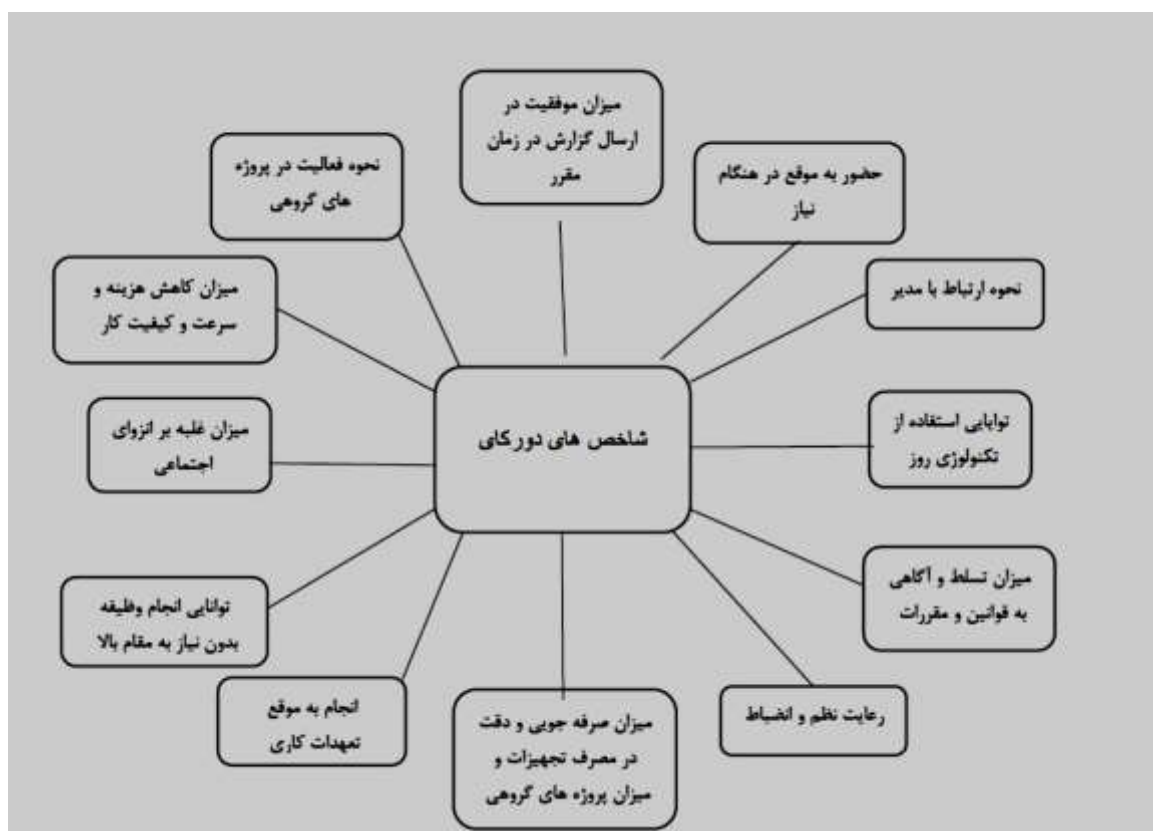 میزان موفقیت در
ارسال گزارش در زمان
مقرر
حضور به موقع در هنگام
نیاز
نحوه ارتباط با مدیر
توایایی استفاده از
تکنولوژی روز
میزان تسلط و آگاهی
به قوانین و مقررات
رعایت نظم و انضباط
میزان صرفه جویی و دقت
در مصرف تجهیزات و
میزان پروژه های گروهی
انجام به موقع
تعهدات کاری
توانایی انجام وظیفه
بدون نیاز به مقام بالا
میزان غلبه بر انزوای
اجتماعی
میزان کاهش هزینه و
سرعت و کیفیت کار
نحوه فعالیت در پروژه
های گروهی
شاخص های دورکای